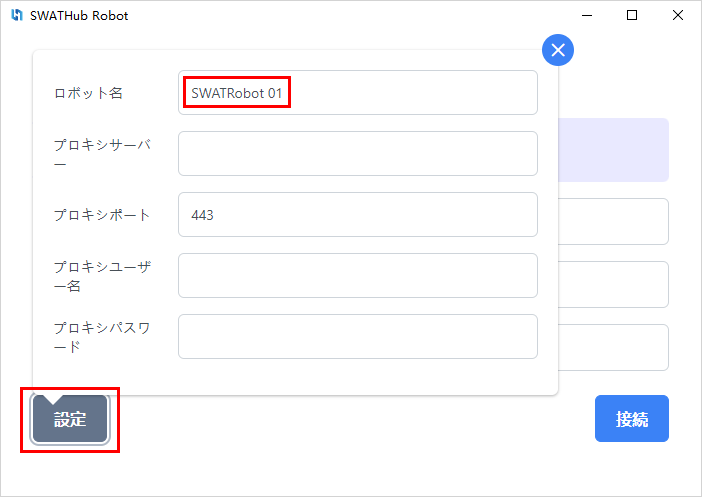 SWATHub Robot
ロボット名
SWATRobot 01
プロキシサーバ
ー
プロキシポート
443
プロキシユーザ
ー名
プロキシパスワ
ード
設定
接続